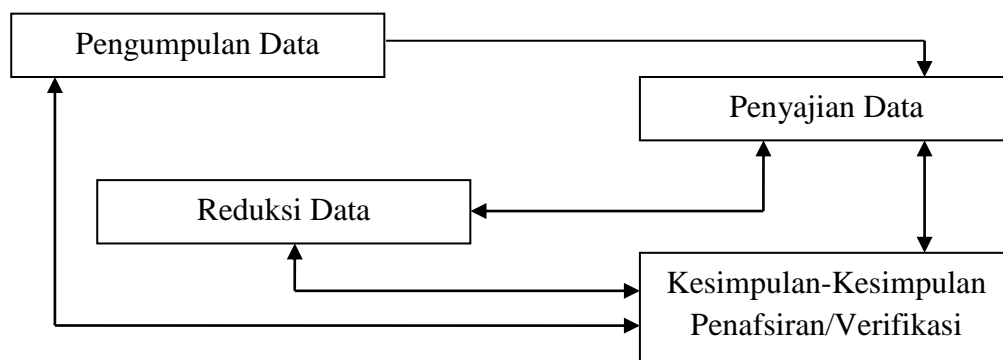 Pengumpulan Data
Penyajian Data
Reduksi Data
Kesimpulan-Kesimpulan
Penafsiran/Verifikasi